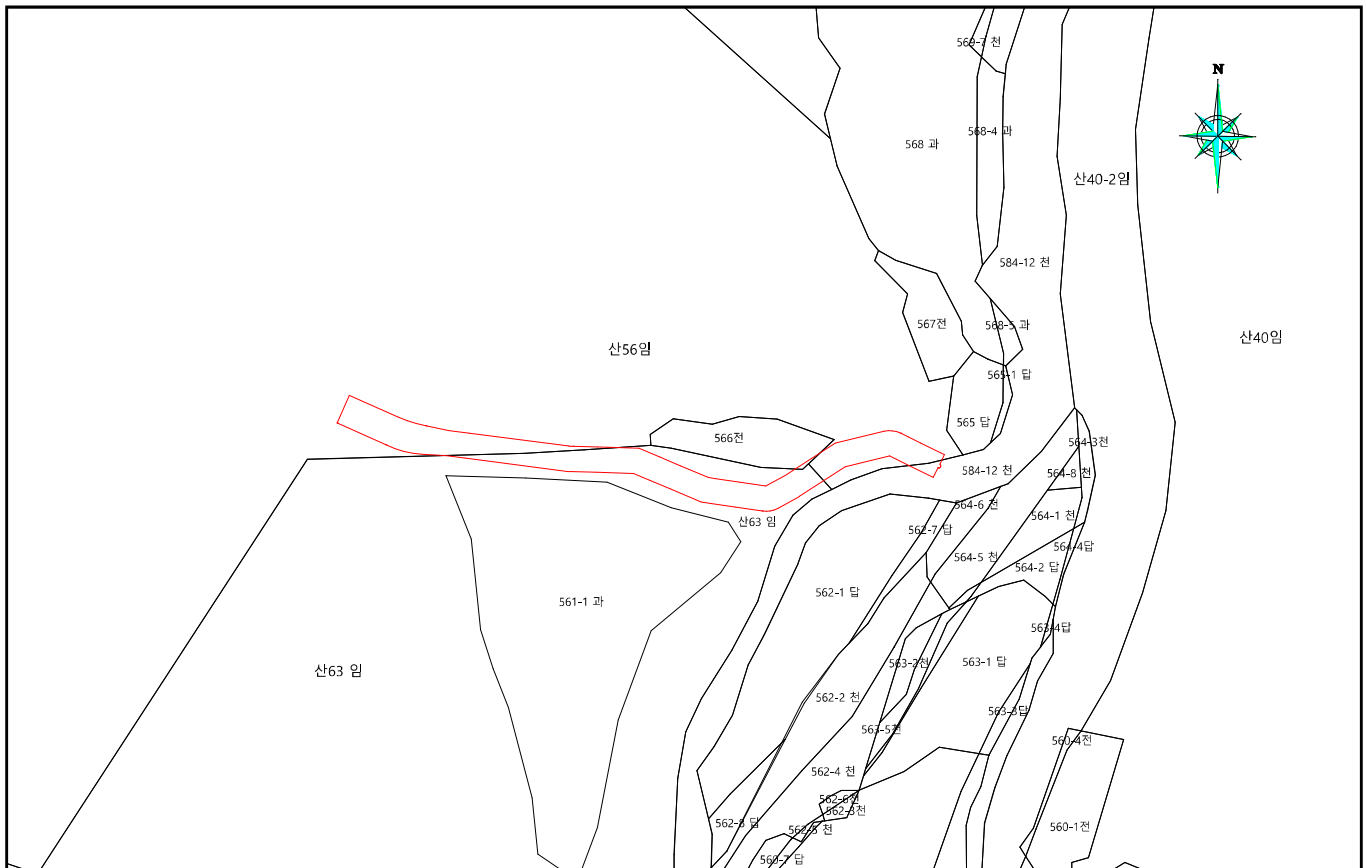 569-7 천
N
568-4 과
568 과
산40-2임
584-12 천
567전
568-5 과
산40임
산56임
565-1 답
565 답
566전
564-3천
584-12 천
564-8 천
564-6 천
564-1 천
산63 임
562-7 답
564-4답
564-5 천
564-2 답
562-1 답
561-1 과
563-4답
563-2천
563-1 답
산63 임
562-2 천
563-3답
563-5천
560-4전
562-4 천
562-6천
562-3천
562-8 답
562-5 천
560-1전
560-7 답